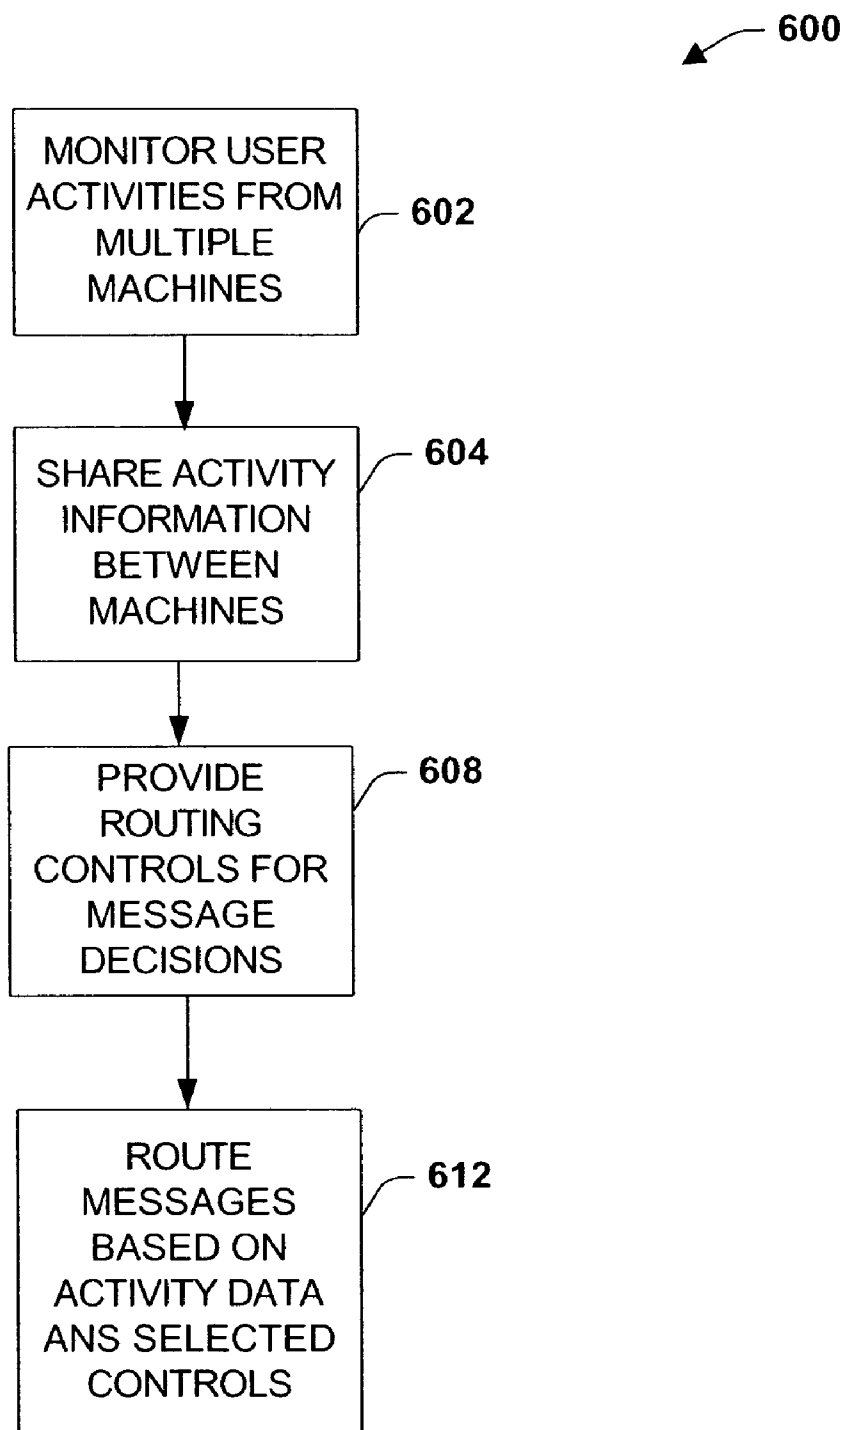 600
MONITOR USER
ACTIVITIES FROM
MULTIPLE
MACHINES
602
SHARE ACTIVITY
INFORMATION
BETWEEN
MACHINES
604
PROVIDE
ROUTING
CONTROLS FOR
MESSAGE
DECISIONS
608
ROUTE
MESSAGES
BASED ON
ACTIVITY DATA
ANS SELECTED
CONTROLS
612